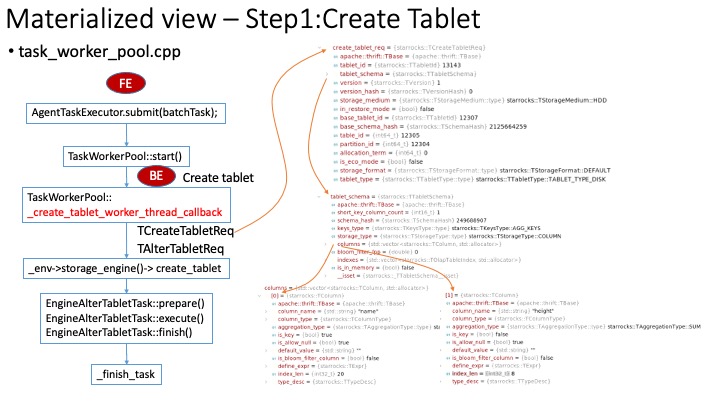 Materialized view – Step1:Create Tablet
• task_worker_pool.cpp
FE
AgentTaskExecutor.submit(batchTask);
TaskWorkerPool::start()
BE
Create tablet
TaskWorkerPool::
_create_tablet_worker_thread_callback
TCreateTabletReq
TAlterTabletReq
_env->storage_engine()-> create_tablet
EngineAlterTabletTask::prepare()
EngineAlterTabletTask::execute()
EngineAlterTabletTask::finish()
_finish_task
create_tablet_req = {starrocks::TCreateTabletReq}
apache::thrift::TBase = {apache::thrift::TBase}
tablet_id = {starrocks::TTabletId} 13143
tablet_schema = {starrocks::TTabletSchema}
version = {starrocks::TVersion} 1
version_hash = {starrocks::TVersionHash} 0
storage_medium = {starrocks::TStorageMedium::type} starrocks::TStorageMedium::HDD
in_restore_mode = {bool} false
base_tablet_id = {starrocks::TTabletId} 12307
base_schema_hash = {starrocks::TSchemaHash} 2125664259
table_id = {int64_t} 12305
partition_id = {int64_t} 12304
allocation_term = {int64_t} 0
is_eco_mode = {bool} false
storage_format = {starrocks::TStorageFormat::type} starrocks::TStorageFormat::DEFAULT
tablet_type = {starrocks::TTabletType::type} starrocks::TTabletType::TABLET_TYPE_DISK
tablet_schema = {starrocks::TTabletSchema}
apache::thrift::TBase = {apache::thrift::TBase}
short_key_column_count = {int16_t} 1
schema_hash = {starrocks::TSchemaHash} 249688907
keys_type = {starrocks::TKeysType::type} starrocks::TKeysType::AGG_KEYS
storage_type = {starrocks::TStorageType::type} starrocks::TStorageType::COLUMN
columns = {std::vector<starrocks::TColumn, std::allocator>}
bloom_filter_fpp = {double} 0
indexes = {std::vector<starrocks::TOlapTableIndex, std::allocator>}
is_in_memory = {bool} false
__isset = {starrocks::_TTabletSchema__isset}
columns = {std::vector<starrocks::TColumn, std::allocator>}
[0] = {starrocks::TColumn}
apache::thrift::TBase = {apache::thrift::TBase}
column_name = {std::string} "name"
column_type = {starrocks::TColumnType}
aggregation_type = {starrocks::TAggregationType::type}
is_key = {bool} true
is_allow_null = {bool} true
default_value = {std::string} ""
is_bloom_filter_column = {bool} false
define_expr = {starrocks::TExpr}
index_len = {int32_t} 20
type_desc = {starrocks::TTypeDesc}
[1] = {starrocks::TColumn}
apache::thrift::TBase = {apache::thrift::TBase}
column_name = {std::string} "height"
column_type = {starrocks::TColumnType}
aggregation_type = {starrocks::TAggregationType::type} starrocks::TAggregationType::SUM
is_key = {bool} false
is_allow_null = {bool} true
default_value = {std::string} ""
is_bloom_filter_column = {bool} false
define_expr = {starrocks::TExpr}
index_len = {int32_t} 8
type_desc = {starrocks::TTypeDesc}